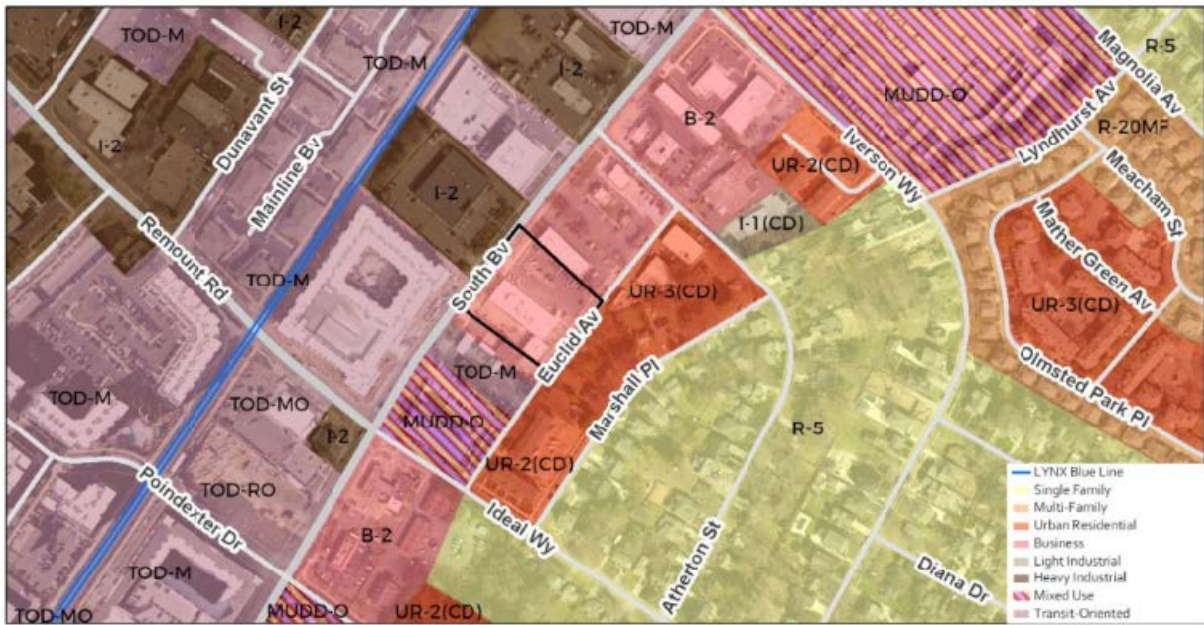 I-2
TOD-M
TOD-M
TOD-M
I-2
R-5
Magnolia Av
MUDD-O
Dunavant St
B-2
Lyndhurst Av
R-20MF
I-2
Mainline Bv
Iverson Wy
Meacham St
UR-2(CD)
I-2
I-1(CD)
Mather Green Av
Remount Rd
TOD-M
South Bv
UR-3(CD)
UR-3(CD)
Euclid Av
Olmsted Park Pl
TOD-M
TOD-M
TOD-MO
Marshall Pl
MUDD-O
I-2
R-5
UR-2(CD)
TOD-RO
Poindexter Dr
Ideal Wy
B-2
Atherton St
Diana Dr
TOD-M
TOD-MO
MUDD-O
UR-2(CD)
LYNX Blue Line
Single Family
Multi-Family
Urban Residential
Business
Light Industrial
Heavy Industrial
Mixed Use
Transit-Oriented